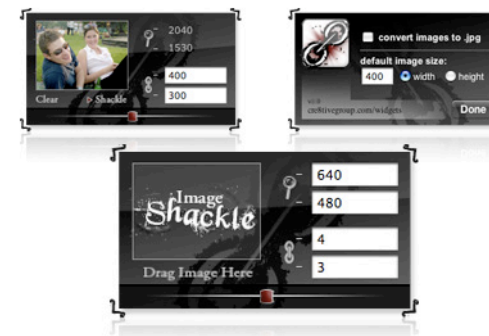 2040
1530
400
300
Clear
Shackle
convert images to .jpg
default image size:
400
width
height
v1.0
cre8tivegroup.com/widgets
Done
Image
Shackle
Drag Image Here
640
480
4
3